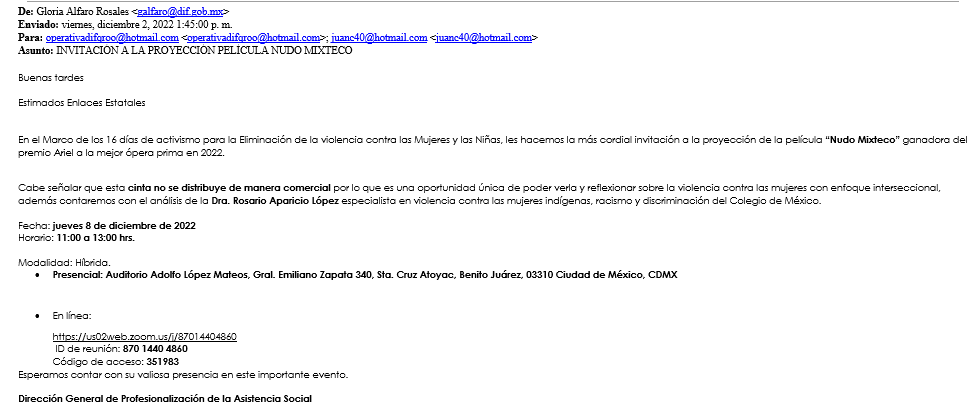 De: Gloria Alfaro Rosales <galfaro@dif.gob.mx>
Enviado: viernes, diciembre 2, 2022 1:45:00 p. m.
Para: operativadifqroo@hotmail.com <operativadifqroo@hotmail.com>; juanc40@hotmail.com <juanc40@hotmail.com>
Asunto: INVITACION A LA PROYECCION PELICULA NUDO MIXTECO
Buenas tardes
Estimados Enlaces Estatales
En el Marco de los 16 días de activismo para la Eliminación de la violencia contra las Mujeres y las Niñas, les hacemos la más cordial invitación a la proyección de la película “Nudo Mixteco” ganadora del
premio Ariel a la mejor ópera prima en 2022.
Cabe señalar que esta cinta no se distribuye de manera comercial por lo que es una oportunidad única de poder verla y reflexionar sobre la violencia contra las mujeres con enfoque interseccional,
además contaremos con el análisis de la Dra. Rosario Aparicio López especialista en violencia contra las mujeres indígenas, racismo y discriminación del Colegio de México.
Fecha: jueves 8 de diciembre de 2022
Horario: 11:00 a 13:00 hrs.
Modalidad: Híbrida.
• Presencial: Auditorio Adolfo López Mateos, Gral. Emiliano Zapata 340, Sta. Cruz Atoyac, Benito Juárez, 03310 Ciudad de México, CDMX
• En línea:
https://us02web.zoom.us/j/87014404860
ID de reunión: 870 1440 4860
Código de acceso: 351983
Esperamos contar con su valiosa presencia en este importante evento.
Dirección General de Profesionalización de la Asistencia Social